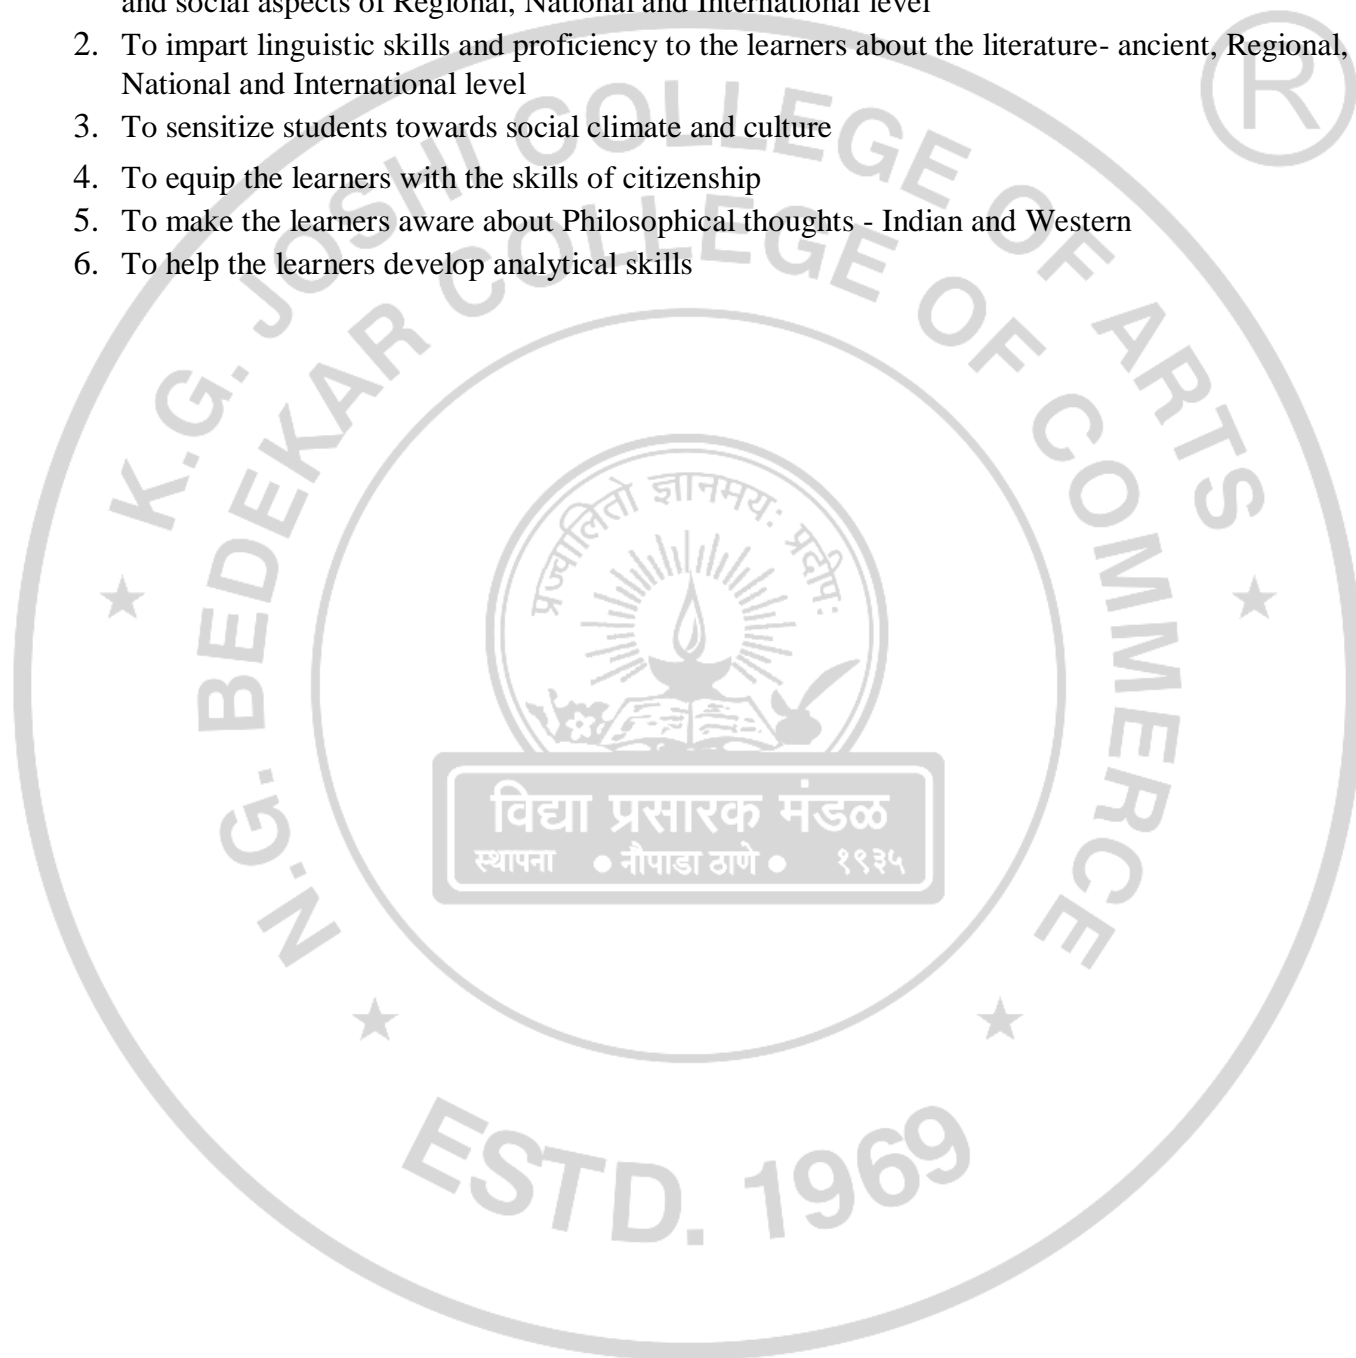 and social aspects of Regional, National and International level
2. To impart linguistic skills and proficiency to the learners about the literature- ancient, Regional,
National and International level
3. To sensitize students towards social climate and culture
4. To equip the learners with the skills of citizenship
5. To make the learners aware about Philosophical thoughts - Indian and Western
6. To help the learners develop analytical skills
®
K.G. JOSHI COLLEGE OF ARTS
N.G. BEDEKAR COLLEGE OF COMMERCE
प्रज्वालितो ज्ञानमय: प्रदीप:
विद्या प्रसारक मंडळ
स्थापना • नौपाडा ठाणे • १९३५
ESTD. 1969